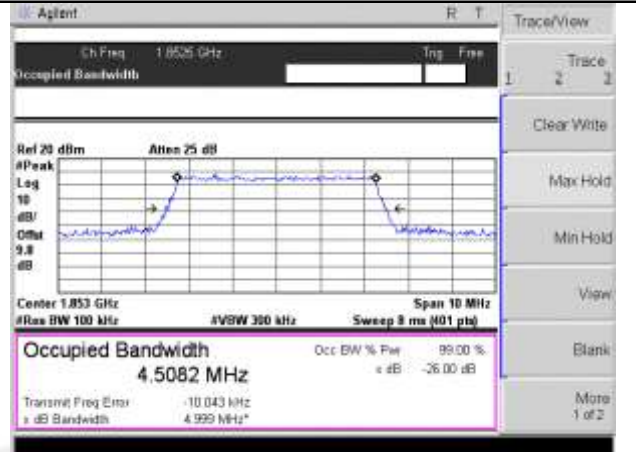 Agilent R T
Trace/View
Ch Freq 1.8525 GHz Trig Free
Occupied Bandwidth
Trace
1 2 3
Clear Write
Ref 20 dBm Atten 25 dB
#Peak
Log
10
dB/
Offst
9.8
dB
Max Hold
Min Hold
Center 1.853 GHz Span 10 MHz
#Res BW 100 kHz #VBW 300 kHz Sweep 8 ms (401 pts)
View
Occupied Bandwidth Occ BW % Pwr 99.00 %
4.5082 MHz x dB -26.00 dB
Blank
Transmit Freq Error -10.043 kHz
x dB Bandwidth 4.999 MHz*
More
1 of 2